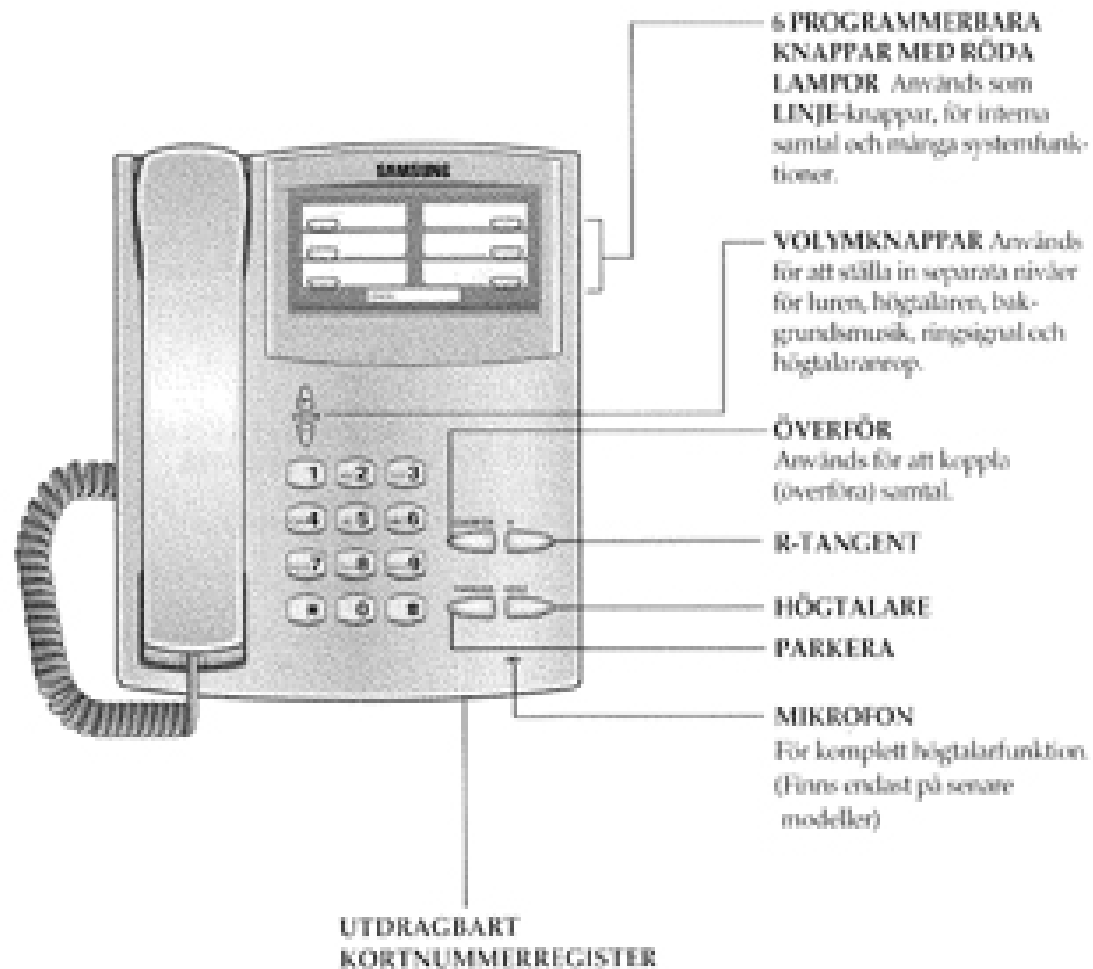 6 PROGRAMMERBARA
KNAPPAR MED RÖDA
LAMPOR Används som
LINJE-knappar, för interna
samtal och många systemfunk-
tioner.
SAMSUNG
VOLYMKNAPPAR Används
för att ställa in separata nivåer
för luren, högtalaren, bak-
grundsmusik, ringsignal och
högtalaranrop.
ÖVERFÖR
Används för att koppla
(överföra) samtal.
1 2 3
4 5 6
7 8 9
0
R-TANGENT
HÖGTALARE
PARKERA
MIKROFON
För komplett högtalarfunktion.
(Finns endast på senare
modeller)
UTDRAGBART
KORTNUMMERREGISTER